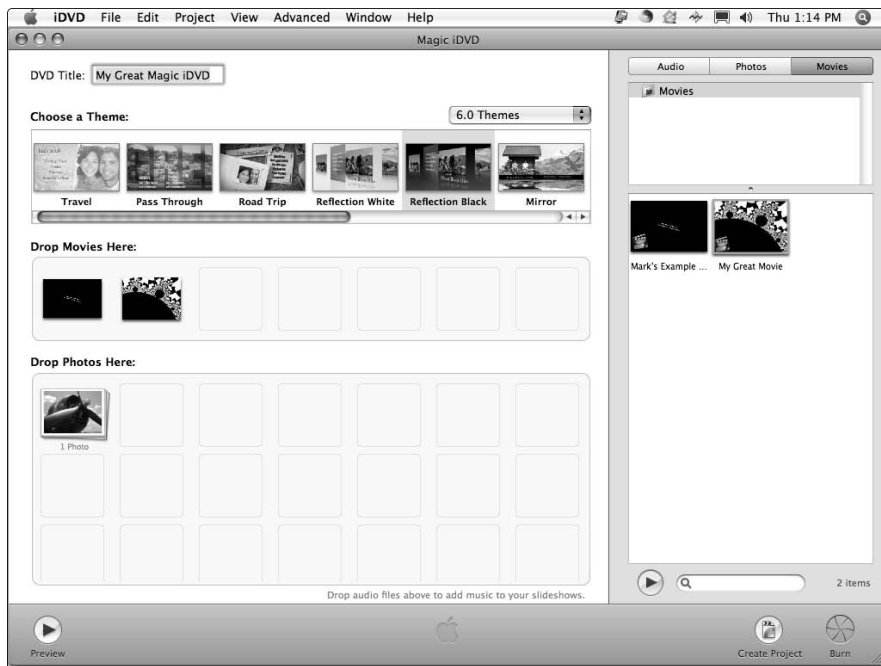 iDVD File Edit Project View Advanced Window Help Thu 1:14 PM
Magic iDVD
DVD Title: My Great Magic iDVD
Audio Photos Movies
Movies
Choose a Theme: 6.0 Themes
Travel Pass Through Road Trip Reflection White Reflection Black Mirror
Drop Movies Here:
Mark's Example ... My Great Movie
Drop Photos Here:
1 Photo
2 items
Drop audio files above to add music to your slideshows.
Preview Create Project Burn